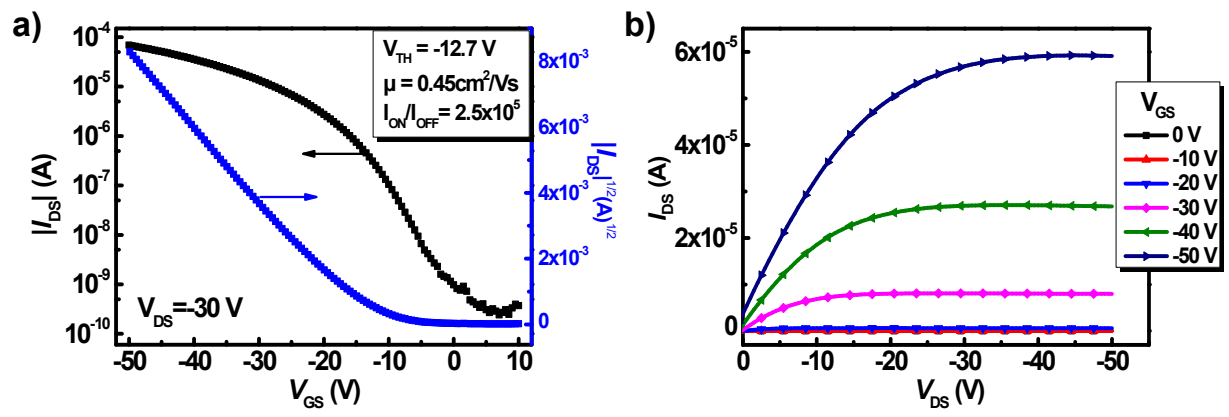 a)
10⁻⁴
10⁻⁵
10⁻⁶
10⁻⁷
10⁻⁸
10⁻⁹
10⁻¹⁰
|I_DS| (A)
V_TH = -12.7 V
μ = 0.45cm²/Vs
I_ON/I_OFF = 2.5x10⁵
V_DS=-30 V
8x10⁻³
6x10⁻³
4x10⁻³
2x10⁻³
0
|I_DS|^1/2(A)^1/2
-50 -40 -30 -20 -10 0 10
V_GS (V)
b)
6x10⁻⁵
4x10⁻⁵
2x10⁻⁵
0
I_DS (A)
V_GS
0 V
-10 V
-20 V
-30 V
-40 V
-50 V
0 -10 -20 -30 -40 -50
V_DS (V)